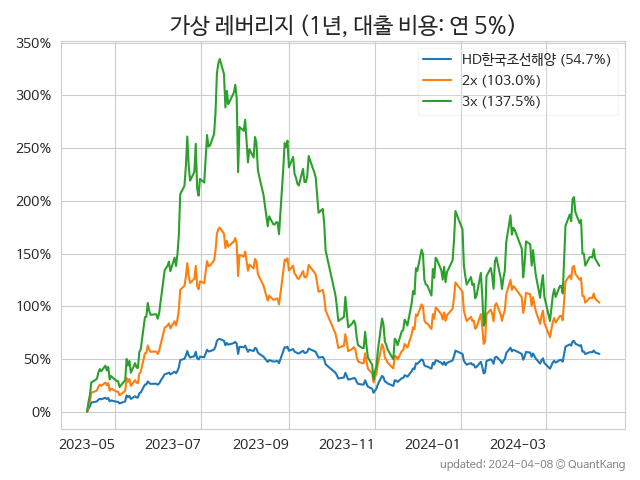 가상 레버리지 (1년, 대출 비용: 연 5%)
HD한국조선해양 (54.7%)
2x (103.0%)
3x (137.5%)
350%
300%
250%
200%
150%
100%
50%
0%
2023-05
2023-07
2023-09
2023-11
2024-01
2024-03
updated: 2024-04-08 © QuantKang